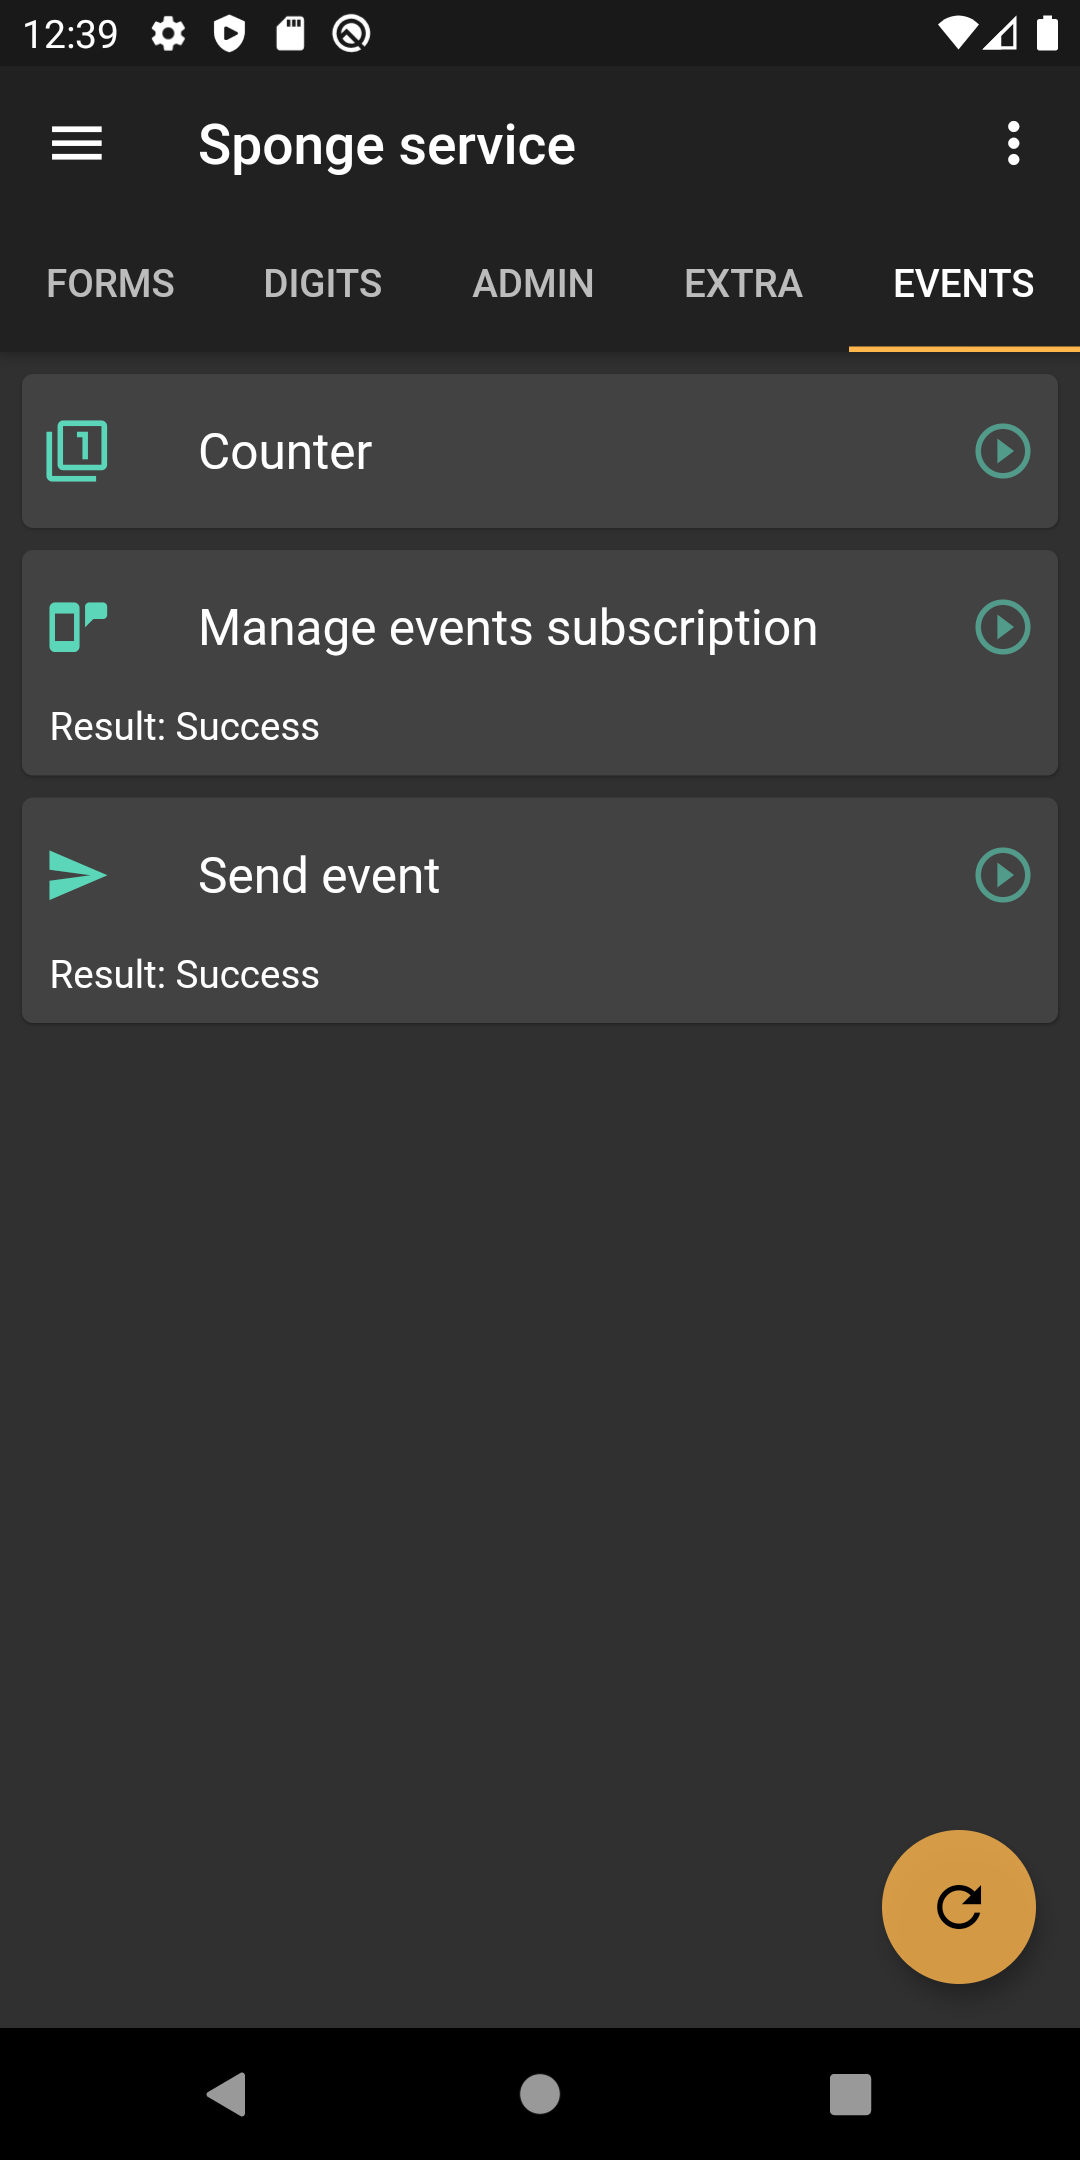 12:39
Sponge service
FORMS DIGITS ADMIN EXTRA EVENTS
1 Counter
Manage events subscription
Result: Success
Send event
Result: Success